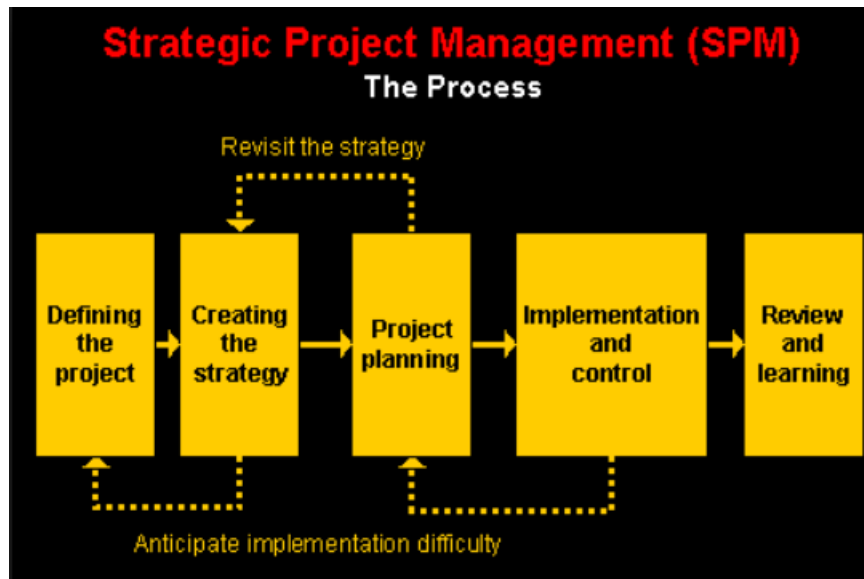 Strategic Project Management (SPM)
The Process
Revisit the strategy
Defining
the
project
Creating
the
strategy
Project
planning
Implementation
and
control
Review
and
learning
Anticipate implementation difficulty